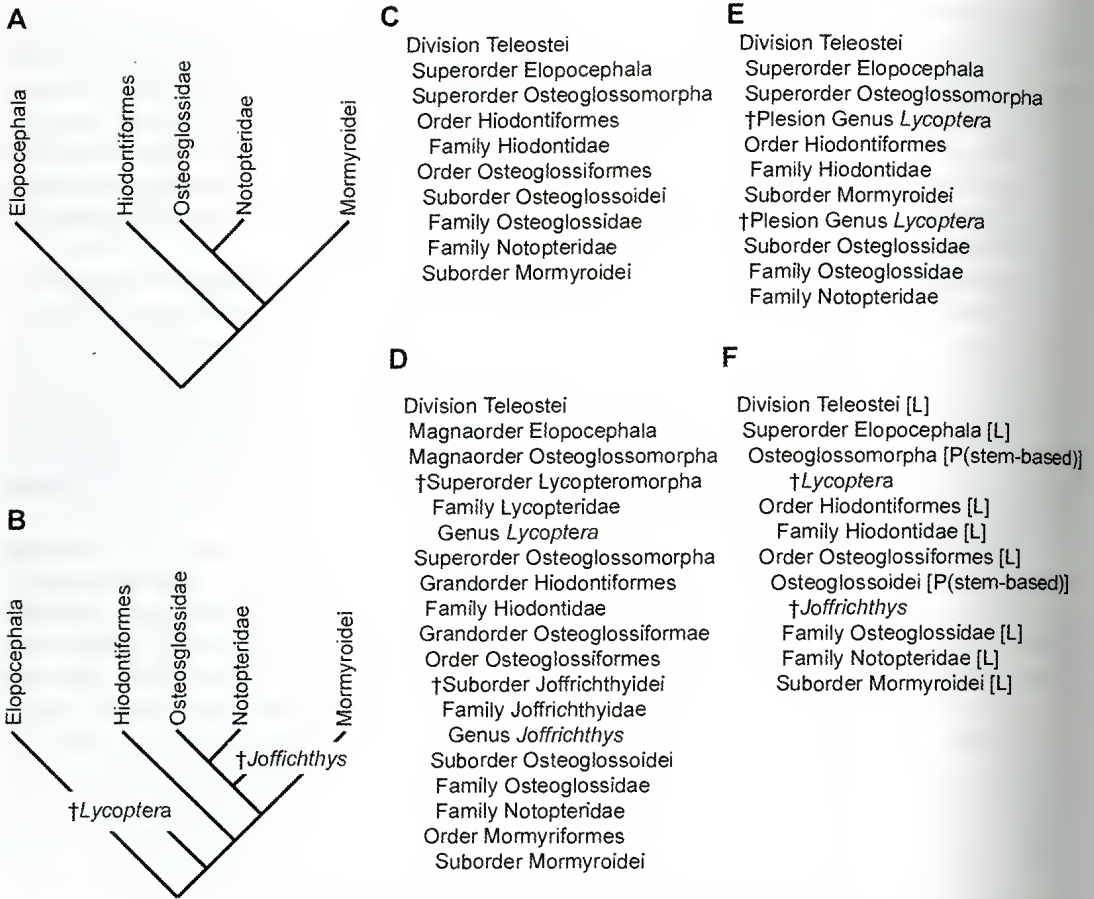 A
Elopocephala
Hiodontiformes
Osteosglossidae
Notopteridae
Mormyroidei
B
Elopocephala
Hiodontiformes
Osteosglossidae
Notopteridae
Mormyroidei
†Joffichthys
†Lycoptera
C
Division Teleostei
Superorder Elopocephala
Superorder Osteoglossomorpha
Order Hiodontiformes
Family Hiodontidae
Order Osteoglossiformes
Suborder Osteoglossoidei
Family Osteoglossidae
Family Notopteridae
Suborder Mormyroidei
D
Division Teleostei
Magnaorder Elopocephala
Magnaorder Osteoglossomorpha
†Superorder Lycopteromorpha
Family Lycopteridae
Genus Lycoptera
Superorder Osteoglossomorpha
Grandorder Hiodontiformes
Family Hiodontidae
Grandorder Osteoglossiformae
Order Osteoglossiformes
†Suborder Joffrichthyidei
Family Joffrichthyidae
Genus Joffrichthys
Suborder Osteoglossoidei
Family Osteoglossidae
Family Notopteridae
Order Mormyriformes
Suborder Mormyroidei
E
Division Teleostei
Superorder Elopocephala
Superorder Osteoglossomorpha
†Plesion Genus Lycoptera
Order Hiodontiformes
Family Hiodontidae
Suborder Mormyroidei
†Plesion Genus Lycoptera
Suborder Osteglossidae
Family Osteoglossidae
Family Notopteridae
F
Division Teleostei [L]
Superorder Elopocephala [L]
Osteoglossomorpha [P(stem-based)]
†Lycoptera
Order Hiodontiformes [L]
Family Hiodontidae [L]
Order Osteoglossiformes [L]
Osteoglossoidei [P(stem-based)]
†Joffrichthys
Family Osteoglossidae [L]
Family Notopteridae [L]
Suborder Mormyroidei [L]